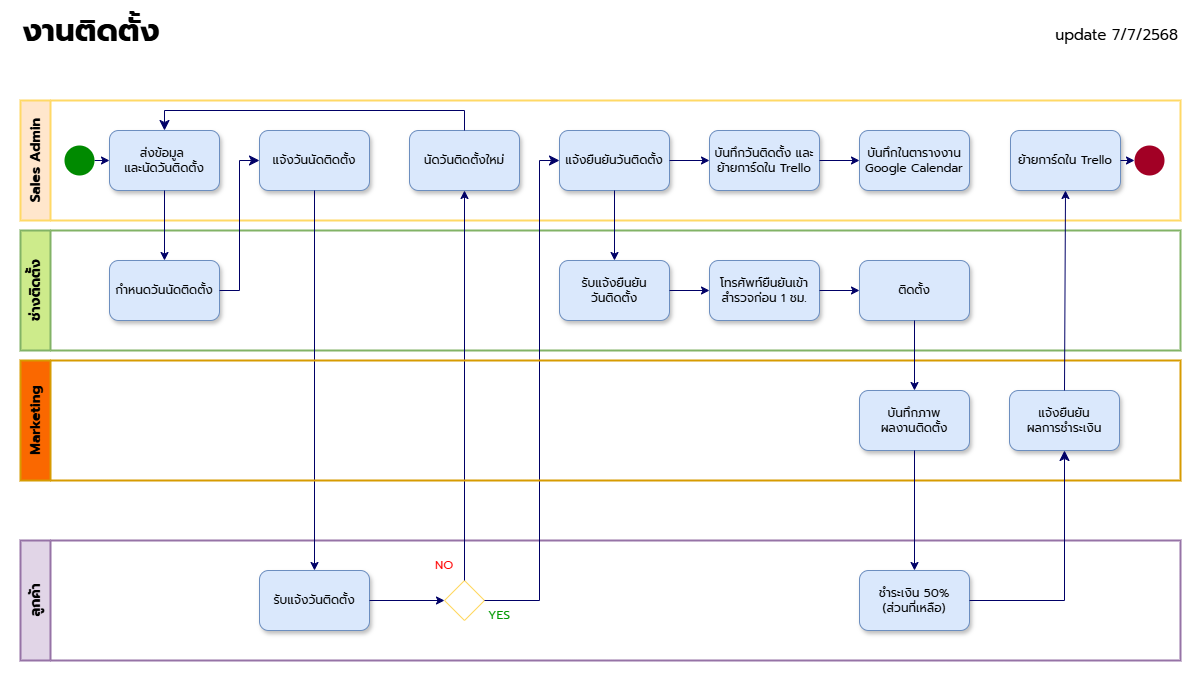 งานติดตั้ง
update 7/7/2568
Sales Admin
ส่งข้อมูล
และนัดวันติดตั้ง
แจ้งวันนัดติดตั้ง
นัดวันติดตั้งใหม่
แจ้งยืนยันวันติดตั้ง
บันทึกวันติดตั้ง และ
ย้ายการ์ดใน Trello
บันทึกในตารางงาน
Google Calendar
ย้ายการ์ดใน Trello
ช่างติดตั้ง
กำหนดวันนัดติดตั้ง
รับแจ้งยืนยัน
วันติดตั้ง
โทรศัพท์ยืนยันเข้า
สำรวจก่อน 1 ชม.
ติดตั้ง
Marketing
บันทึกภาพ
ผลงานติดตั้ง
แจ้งยืนยัน
ผลการชำระเงิน
ลูกค้า
รับแจ้งวันติดตั้ง
NO
YES
ชำระเงิน 50%
(ส่วนที่เหลือ)